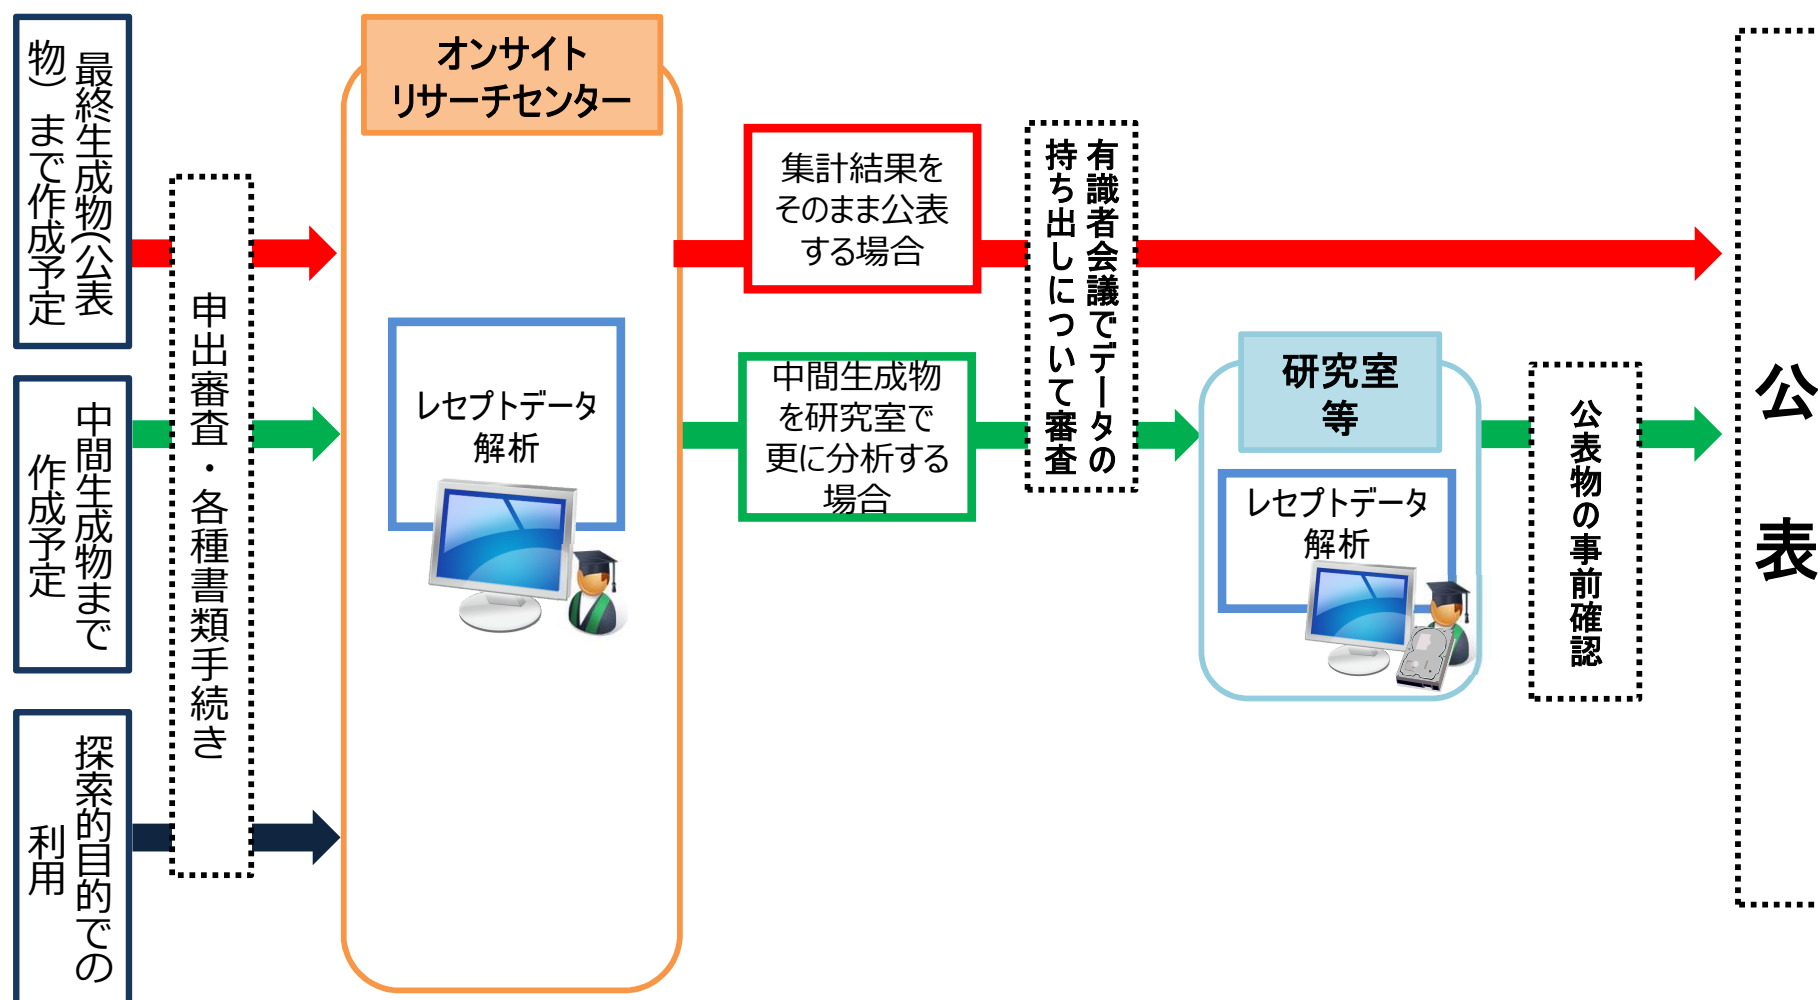 最終生成物(公表
物）まで作成予定
中間生成物まで
作成予定
探索的目的での
利用
申出審査・各種書類手続き
オンサイト
リサーチセンター
レセプトデータ
解析
集計結果を
そのまま公表
する場合
中間生成物
を研究室で
更に分析する
場合
有識者会議でデータの
持ち出しについて審査
研究室
等
レセプトデータ
解析
公表物の事前確認
公表